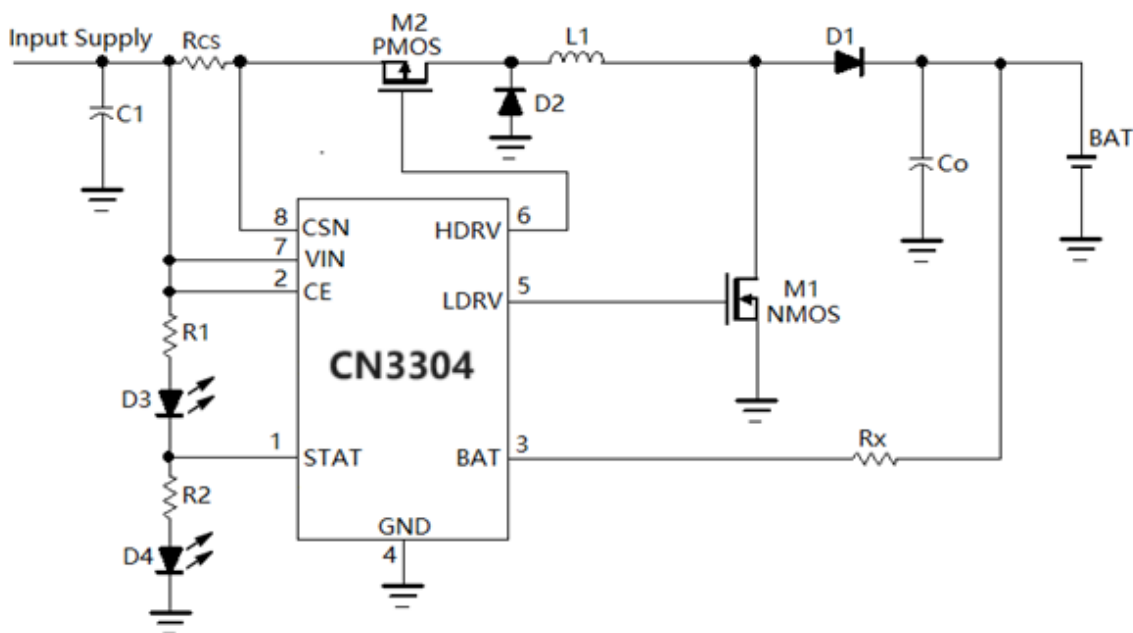 Input Supply
Rcs
M2
PMOS
L1
D1
C1
D2
BAT
Co
8
CSN
HDRV
6
7
VIN
2
CE
LDRV
5
M1
NMOS
R1
CN3304
D3
1
STAT
BAT
3
Rx
R2
GND
4
D4